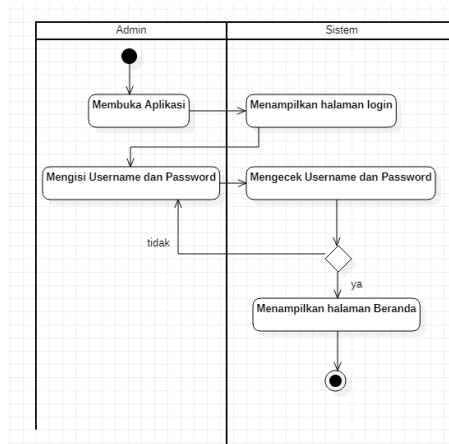 Admin
Sistem
Membuka Aplikasi
Menampilkan halaman login
Mengisi Username dan Password
Mengecek Username dan Password
tidak
ya
Menampilkan halaman Beranda